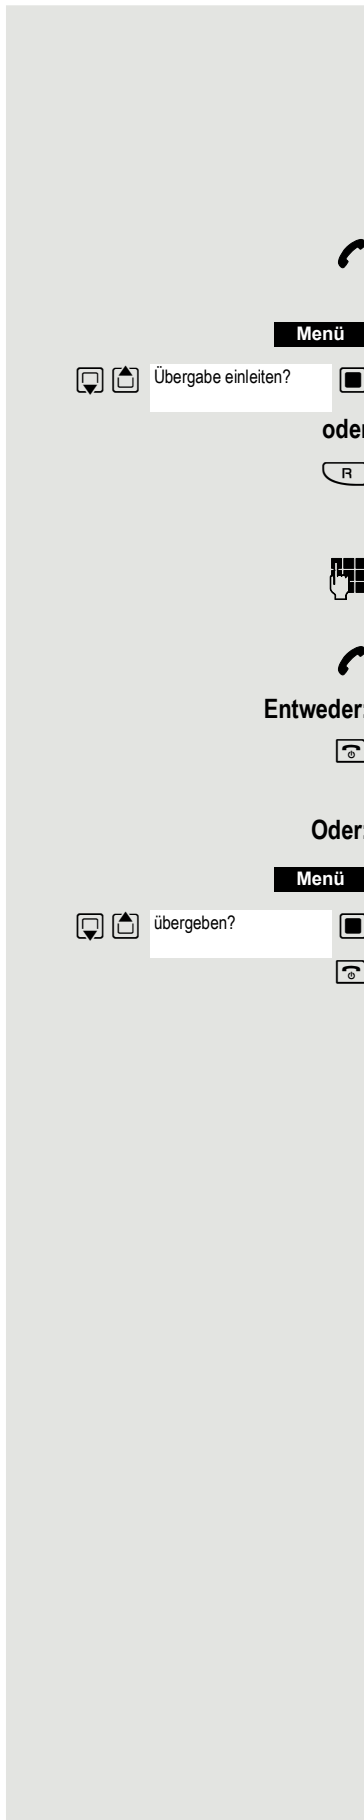 Menü
Übergabe einleiten?
oder
R
Entweder:
Oder:
Menü
übergeben?